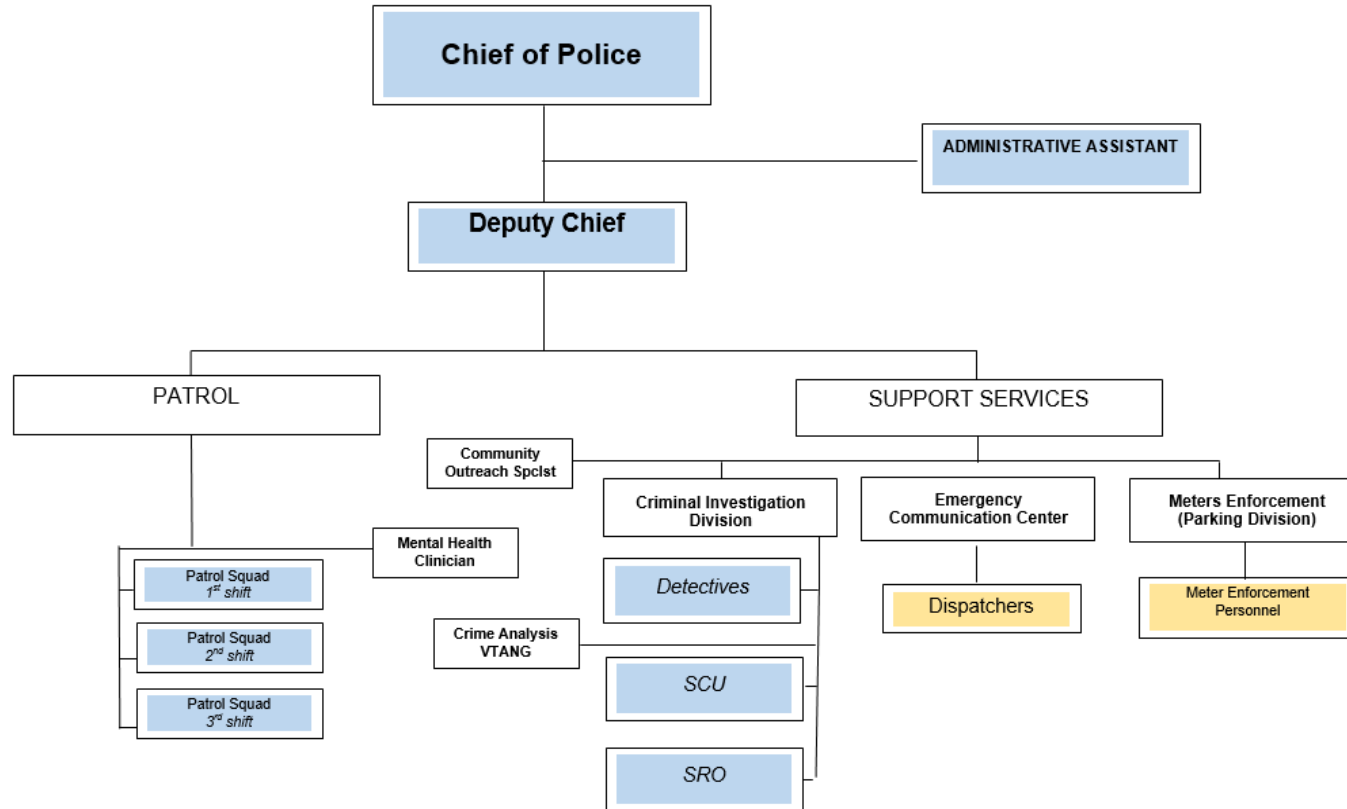 Chief of Police
ADMINISTRATIVE ASSISTANT
Deputy Chief
PATROL
SUPPORT SERVICES
Community
Outreach Spclst
Criminal Investigation
Division
Emergency
Communication Center
Meters Enforcement
(Parking Division)
Mental Health
Clinician
Patrol Squad
1st shift
Patrol Squad
2nd shift
Patrol Squad
3rd shift
Detectives
Dispatchers
Meter Enforcement
Personnel
Crime Analysis
VTANG
SCU
SRO